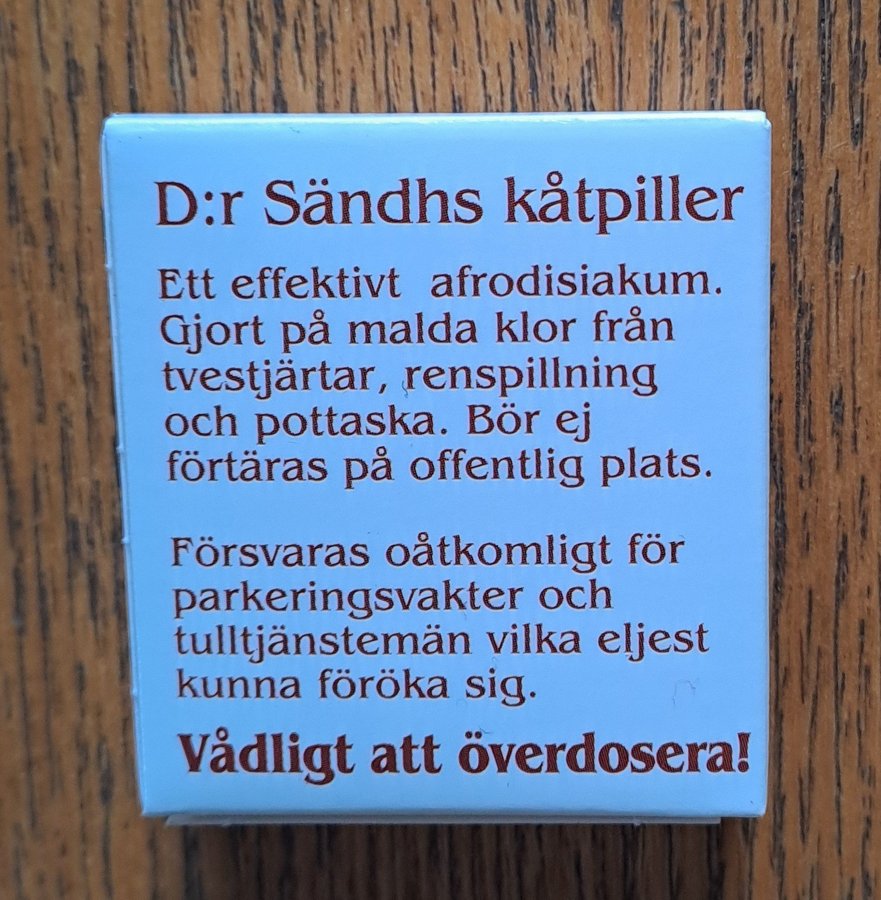 D:r Sändhs kåtpiller
Ett effektivt afrodisiakum.
Gjort på malda klor från
tvestjärtar, renspillning
och pottaska. Bör ej
förtäras på offentlig plats.
Försvaras oåtkomligt för
parkeringsvakter och
tulltjänstemän vilka eljest
kunna föröka sig.
Vådligt att överdosera!